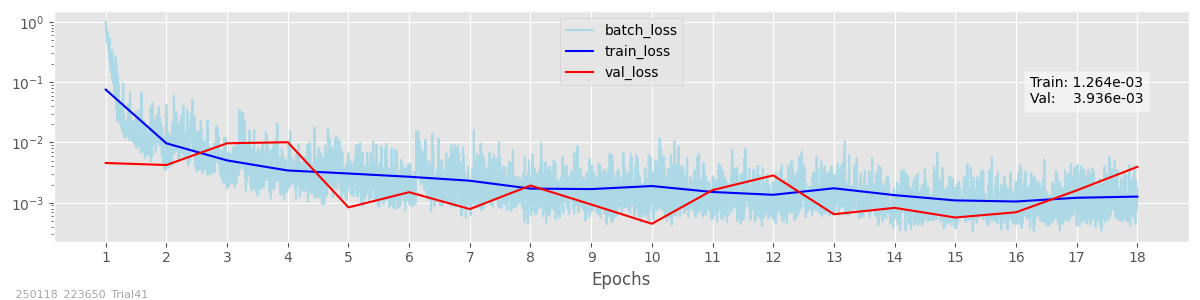 10⁰
10⁻¹
10⁻²
10⁻³
batch_loss
train_loss
val_loss
Train: 1.264e-03
Val: 3.936e-03
1 2 3 4 5 6 7 8 9 10 11 12 13 14 15 16 17 18
Epochs
250118_223650_Trial41